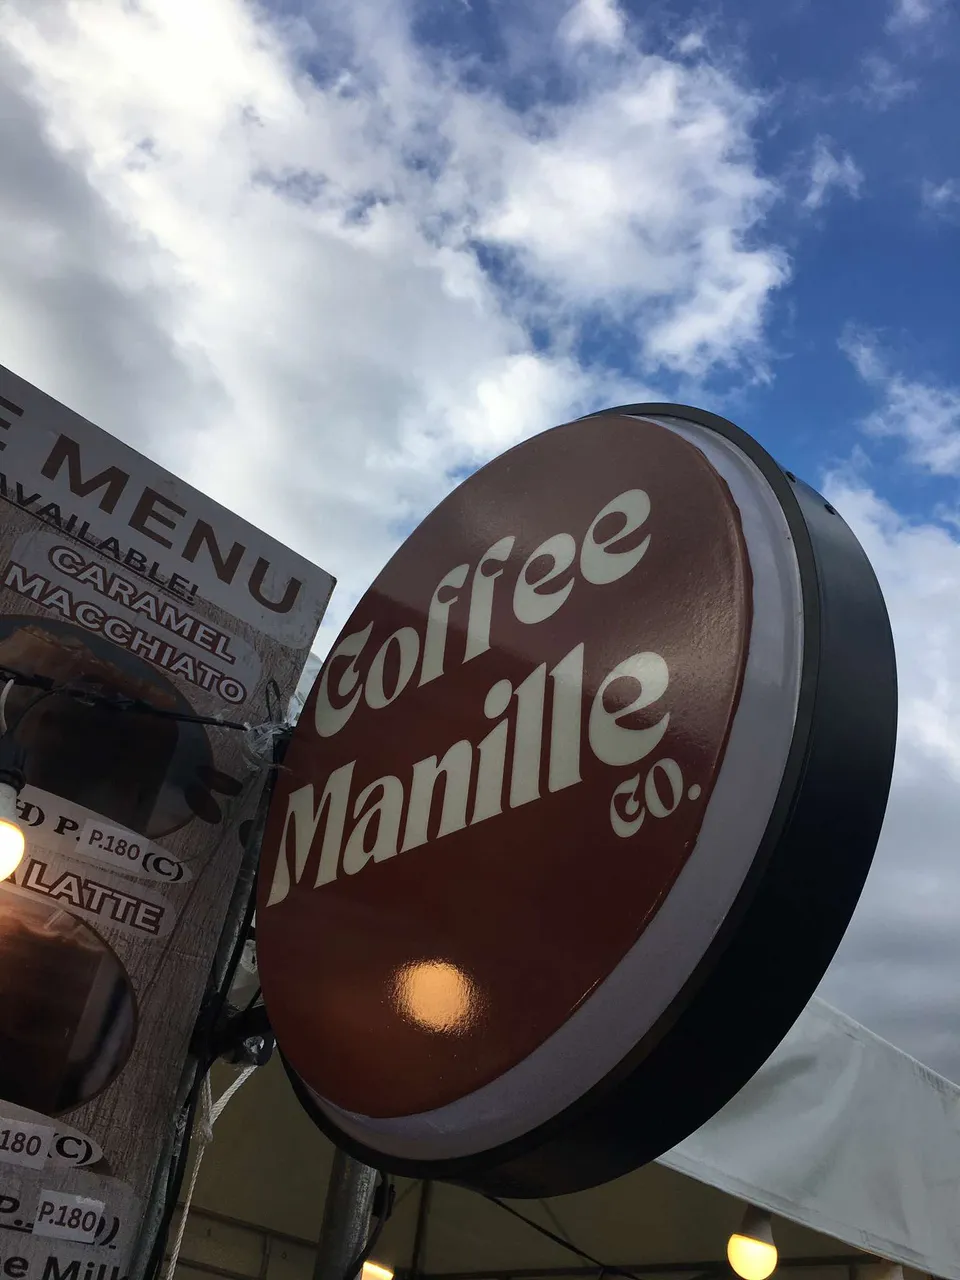 MENU
AVAILABLE!
CARAMEL
MACCHIATO
P. P.180 (C)
LATTE
180 (C)
P.180
Coffee
Manille
CO.